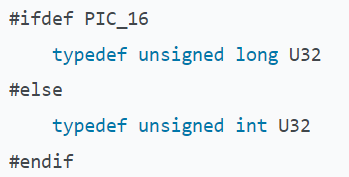 #ifdef PIC_16
    typedef unsigned long U32
#else
    typedef unsigned int U32
#endif